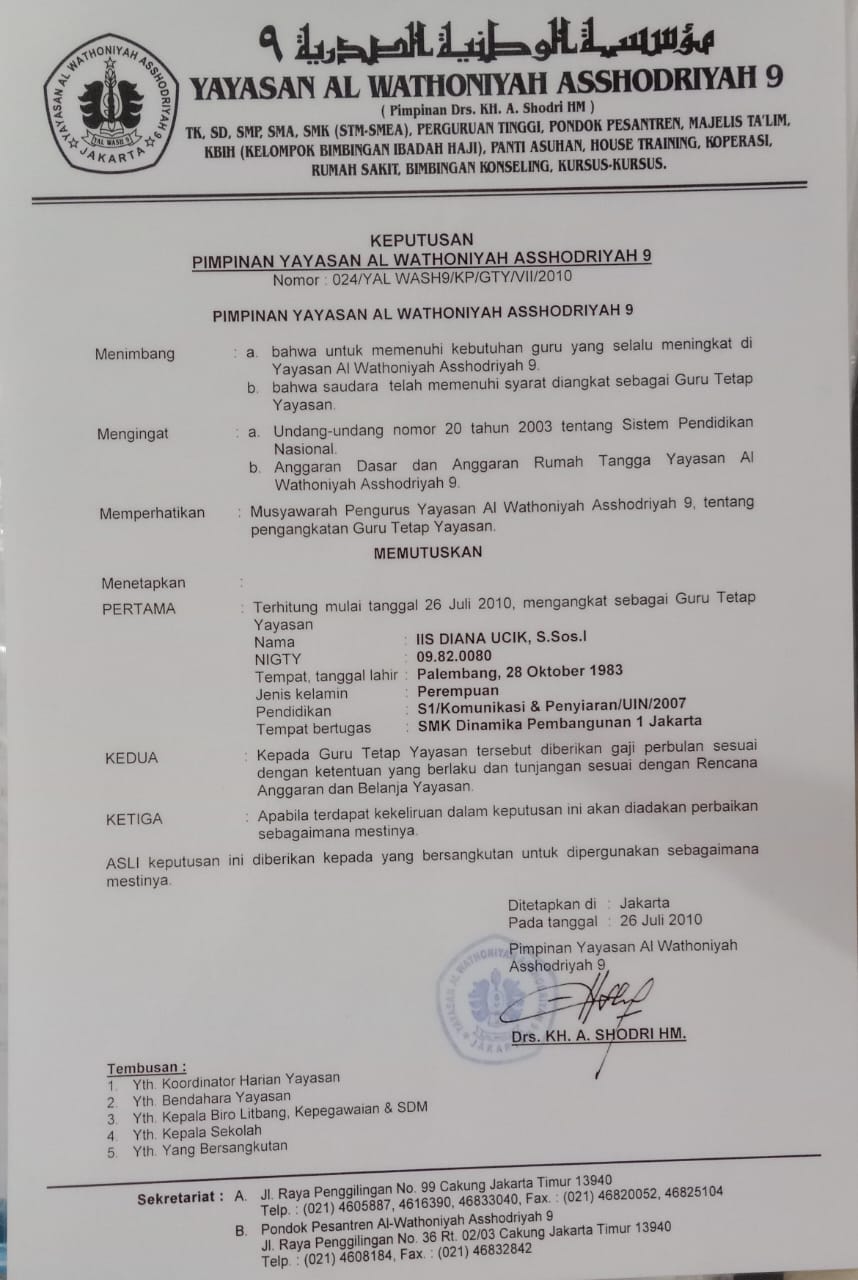 مؤسسة الوطنية الصدرية ٩
YAYASAN AL WATHONIYAH ASSHODRIYAH 9
( Pimpinan Drs. KH. A. Shodri HM )
TK, SD, SMP, SMA, SMK (STM-SMEA), PERGURUAN TINGGI, PONDOK PESANTREN, MAJELIS TA'LIM,
KBIH (KELOMPOK BIMBINGAN IBADAH HAJI), PANTI ASUHAN, HOUSE TRAINING, KOPERASI,
RUMAH SAKIT, BIMBINGAN KONSELING, KURSUS-KURSUS.
YAYASAN AL WATHONIYAH ASSHODRIYAH 9
YAL WASH 9
JAKARTA
KEPUTUSAN
PIMPINAN YAYASAN AL WATHONIYAH ASSHODRIYAH 9
Nomor : 024/YAL WASH9/KP/GTY/VII/2010
PIMPINAN YAYASAN AL WATHONIYAH ASSHODRIYAH 9
Menimbang : a. bahwa untuk memenuhi kebutuhan guru yang selalu meningkat di
Yayasan Al Wathoniyah Asshodriyah 9.
b. bahwa saudara telah memenuhi syarat diangkat sebagai Guru Tetap
Yayasan.
Mengingat : a. Undang-undang nomor 20 tahun 2003 tentang Sistem Pendidikan
Nasional.
b. Anggaran Dasar dan Anggaran Rumah Tangga Yayasan Al
Wathoniyah Asshodriyah 9.
Memperhatikan : Musyawarah Pengurus Yayasan Al Wathoniyah Asshodriyah 9, tentang
pengangkatan Guru Tetap Yayasan.
MEMUTUSKAN
Menetapkan :
PERTAMA : Terhitung mulai tanggal 26 Juli 2010, mengangkat sebagai Guru Tetap
Yayasan
Nama : IIS DIANA UCIK, S.Sos.I
NIGTY : 09.82.0080
Tempat, tanggal lahir : Palembang, 28 Oktober 1983
Jenis kelamin : Perempuan
Pendidikan : S1/Komunikasi & Penyiaran/UIN/2007
Tempat bertugas : SMK Dinamika Pembangunan 1 Jakarta
KEDUA : Kepada Guru Tetap Yayasan tersebut diberikan gaji perbulan sesuai
dengan ketentuan yang berlaku dan tunjangan sesuai dengan Rencana
Anggaran dan Belanja Yayasan.
KETIGA : Apabila terdapat kekeliruan dalam keputusan ini akan diadakan perbaikan
sebagaimana mestinya.
ASLI keputusan ini diberikan kepada yang bersangkutan untuk dipergunakan sebagaimana
mestinya.
Ditetapkan di : Jakarta
Pada tanggal : 26 Juli 2010
Pimpinan Yayasan Al Wathoniyah
Asshodriyah 9
Drs. KH. A. SHODRI HM.
Tembusan :
1. Yth. Koordinator Harian Yayasan
2. Yth. Bendahara Yayasan
3. Yth. Kepala Biro Litbang, Kepegawaian & SDM
4. Yth. Kepala Sekolah
5. Yth. Yang Bersangkutan
Sekretariat : A. Jl. Raya Penggilingan No. 99 Cakung Jakarta Timur 13940
Telp. : (021) 4605887, 4616390, 46833040, Fax. : (021) 46820052, 46825104
B. Pondok Pesantren Al-Wathoniyah Asshodriyah 9
Jl. Raya Penggilingan No. 36 Rt. 02/03 Cakung Jakarta Timur 13940
Telp. : (021) 4608184, Fax. : (021) 46832842